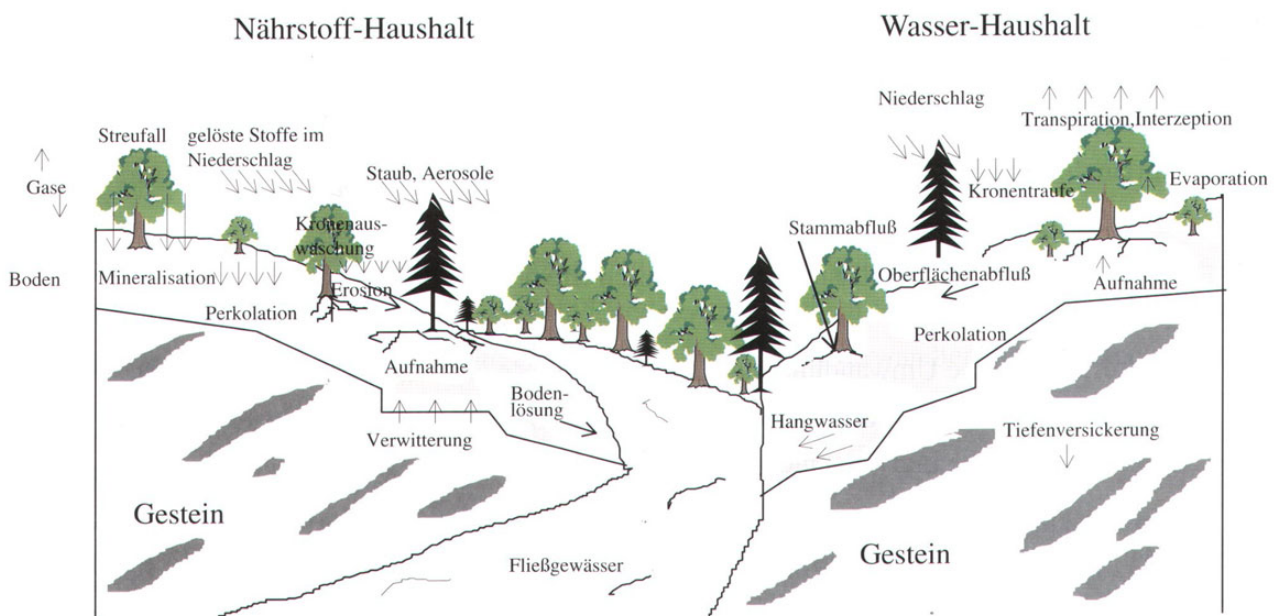 Nährstoff-Haushalt
Wasser-Haushalt
Streufall
gelöste Stoffe im
Niederschlag
Gase
Staub, Aerosole
Kronenaus-
waschung
Boden
Mineralisation
Erosion
Perkolation
Aufnahme
Boden-
lösung
Verwitterung
Gestein
Fließgewässer
Niederschlag
Transpiration,Interzeption
Kronentraufe
Evaporation
Stammabfluß
Oberflächenabfluß
Aufnahme
Perkolation
Hangwasser
Tiefenversickerung
Gestein